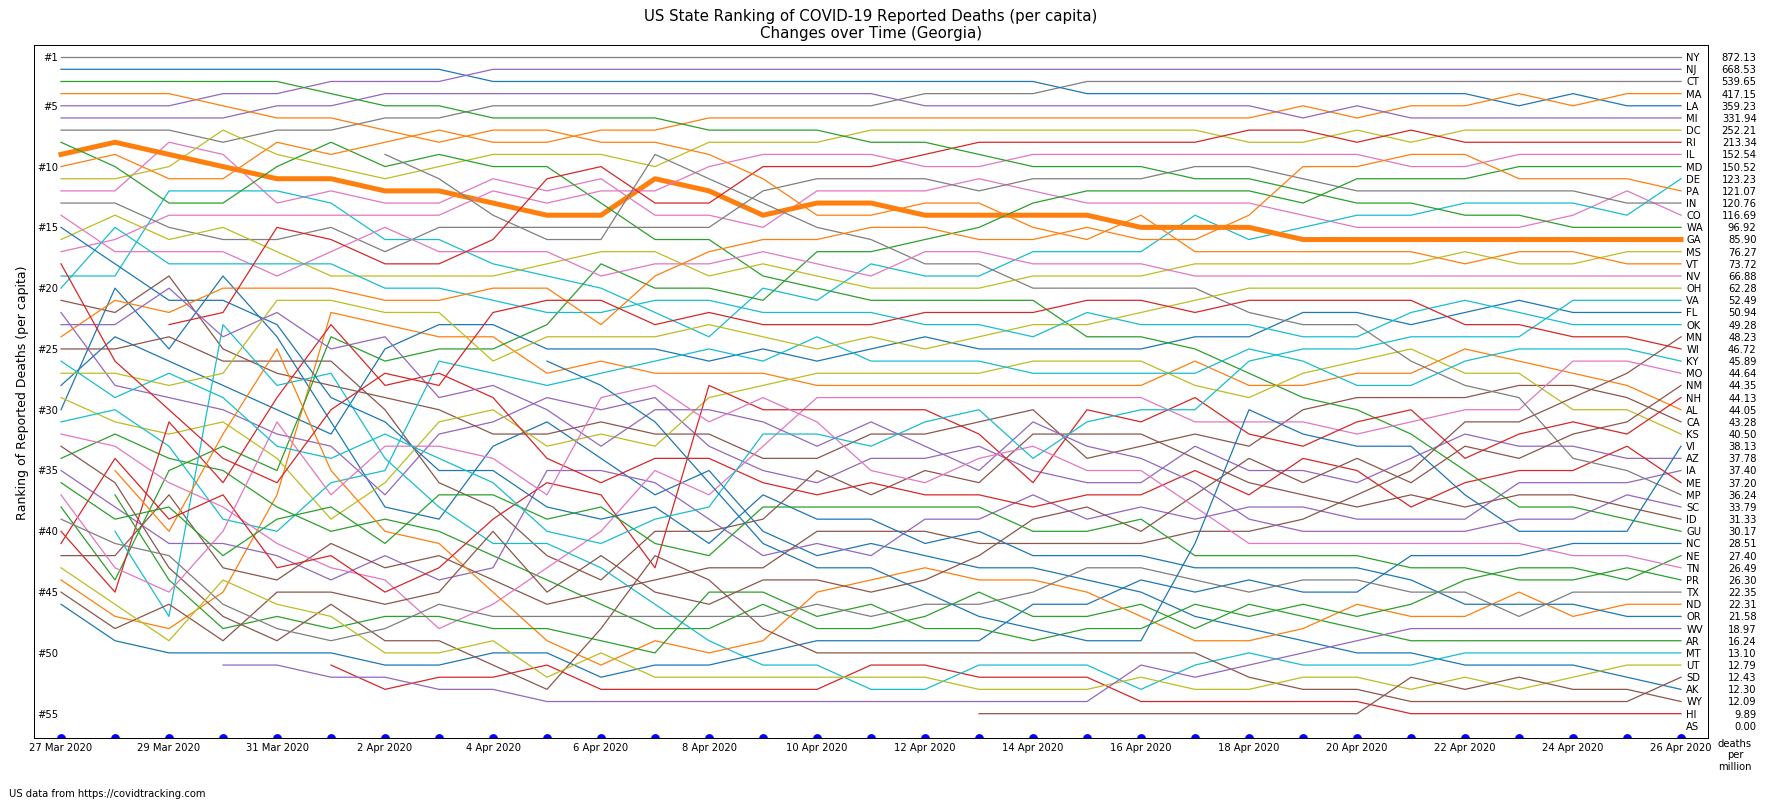 US State Ranking of COVID-19 Reported Deaths (per capita)
Changes over Time (Georgia)
Ranking of Reported Deaths (per capita)
#1
#5
#10
#15
#20
#25
#30
#35
#40
#45
#50
#55
NY 872.13
NJ 668.53
CT 539.65
MA 417.15
LA 359.23
MI 331.94
DC 252.21
RI 213.34
IL 152.54
MD 150.52
DE 123.23
PA 121.07
IN 120.76
CO 116.69
WA 96.92
GA 85.90
MS 76.27
VT 73.72
NV 66.88
OH 62.28
VA 52.49
FL 50.94
OK 49.28
MN 48.23
WI 46.72
KY 45.89
MO 44.64
NM 44.35
NH 44.13
AL 44.05
CA 43.28
KS 40.50
VI 38.13
AZ 37.78
IA 37.40
ME 37.20
MP 36.24
SC 33.79
ID 31.33
GU 30.17
NC 28.51
NE 27.40
TN 26.49
PR 26.30
TX 22.35
ND 22.31
OR 21.58
WV 18.97
AR 16.24
MT 13.10
UT 12.79
SD 12.43
AK 12.30
WY 12.09
HI 9.89
AS 0.00
27 Mar 2020 29 Mar 2020 31 Mar 2020 2 Apr 2020 4 Apr 2020 6 Apr 2020 8 Apr 2020 10 Apr 2020 12 Apr 2020 14 Apr 2020 16 Apr 2020 18 Apr 2020 20 Apr 2020 22 Apr 2020 24 Apr 2020 26 Apr 2020
deaths
per
million
US data from https://covidtracking.com